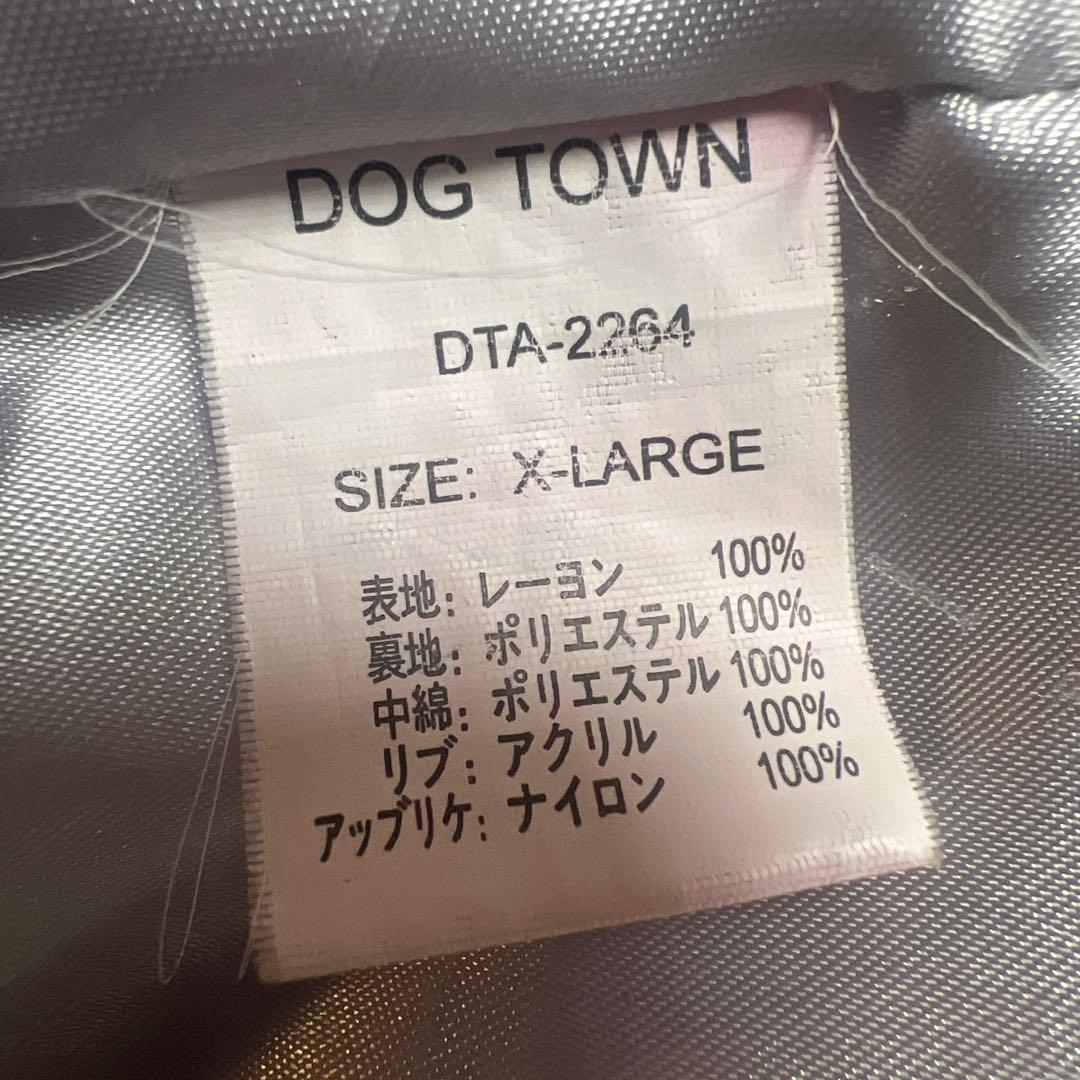 DOG TOWN
DTA-2264
SIZE: X-LARGE
表地: レーヨン 100%
裏地: ポリエステル 100%
中綿: ポリエステル 100%
リブ: アクリル 100%
アッブリケ: ナイロン 100%